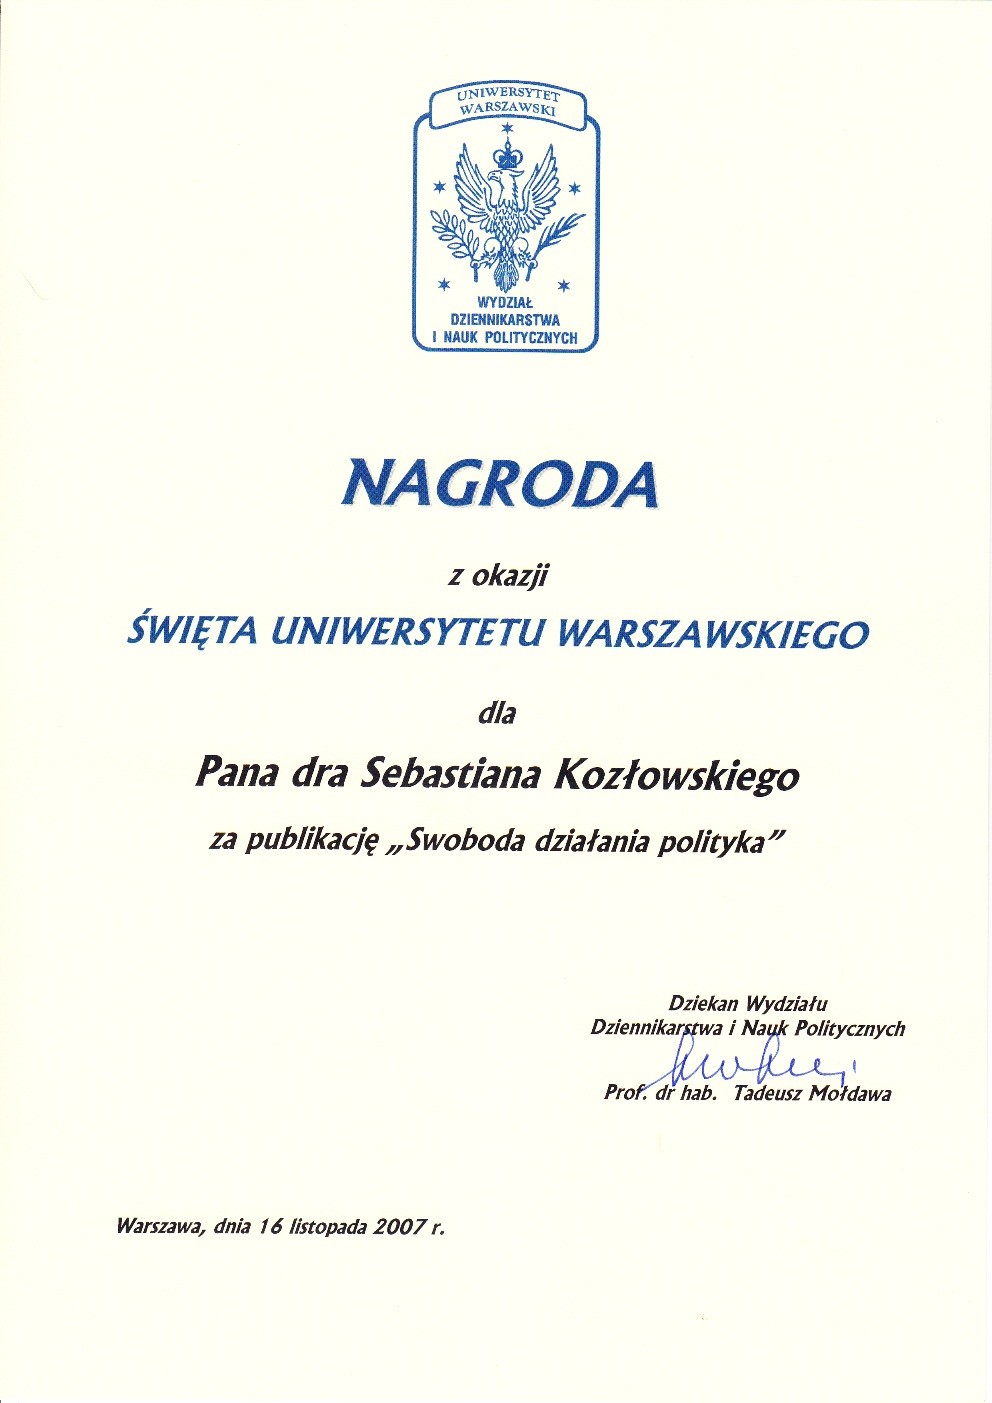 UNIWERSYTET
WARSZAWSKI
WYDZIAŁ
DZIENNIKARSTWA
I NAUK POLITYCZNYCH
NAGRODA
z okazji
ŚWIĘTA UNIWERSYTETU WARSZAWSKIEGO
dla
Pana dra Sebastiana Kozłowskiego
za publikację „Swoboda działania polityka”
Dziekan Wydziału
Dziennikarstwa i Nauk Politycznych
Prof. dr hab. Tadeusz Mołdawa
Warszawa, dnia 16 listopada 2007 r.